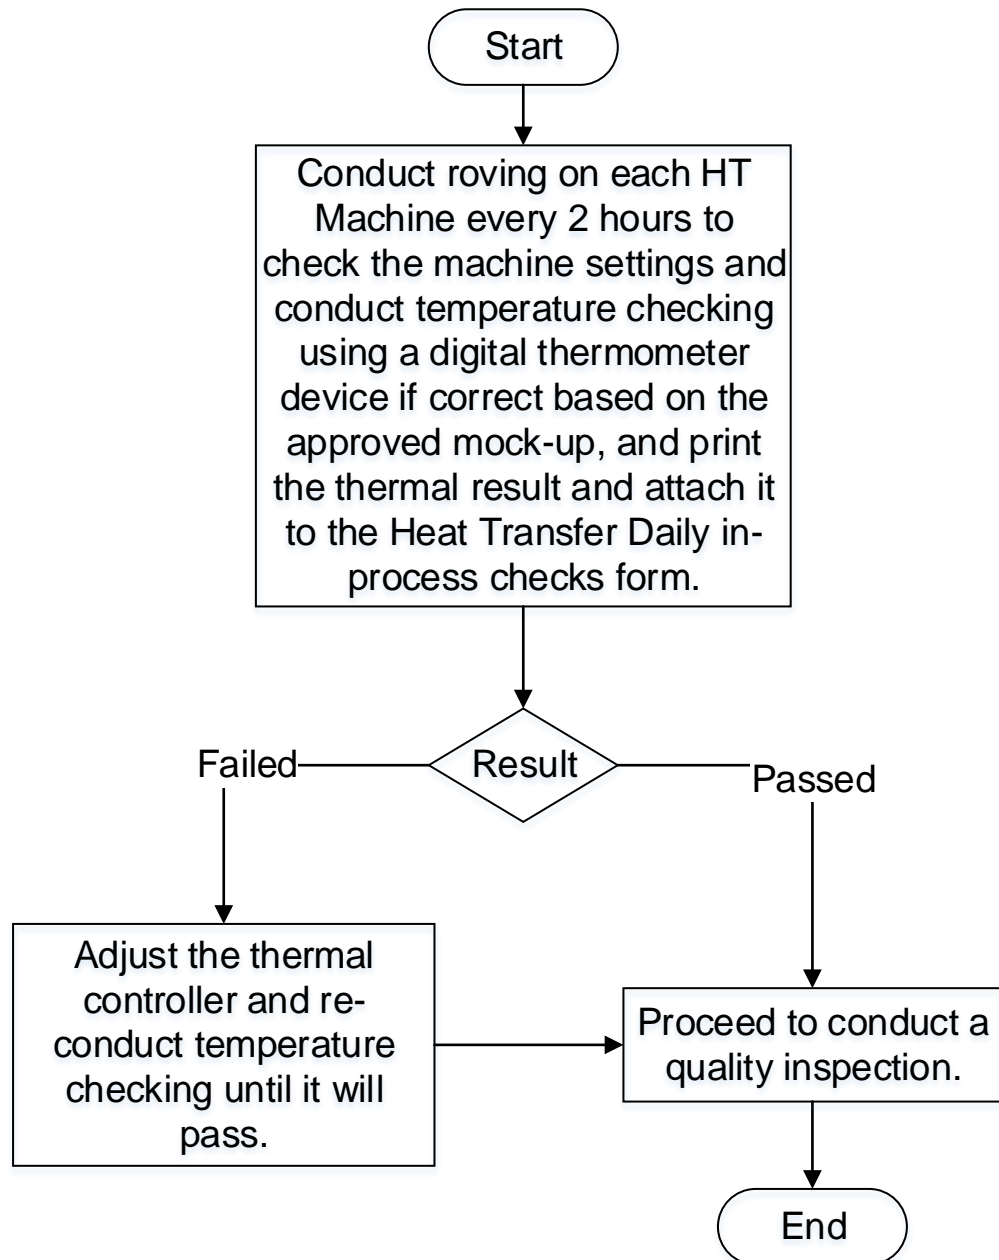 Start
Conduct roving on each HT
Machine every 2 hours to
check the machine settings and
conduct temperature checking
using a digital thermometer
device if correct based on the
approved mock-up, and print
the thermal result and attach it
to the Heat Transfer Daily in-
process checks form.
Result
Failed
Passed
Adjust the thermal
controller and re-
conduct temperature
checking until it will
pass.
Proceed to conduct a
quality inspection.
End